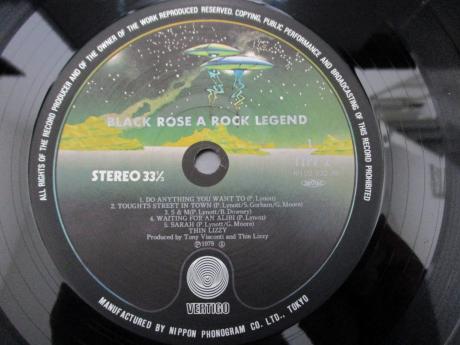 ALL RIGHTS OF THE RECORD PRODUCER AND OF THE OWNER OF THE WORK REPRODUCED RESERVED. COPYING, PUBLIC PERFORMANCE AND BROADCASTING OF THIS RECORD PROHIBITED
BLACK ROSE A ROCK LEGEND
1
STEREO 33⅓
1. DO ANYTHING YOU WANT TO (P. Lynott)
2. TOUGHTS STREET IN TOWN (P. Lynott/S. Gorham/G. Moore)
3. S & M (P. Lynott/B. Downey)
4. WAITING FOR AN ALIBI (P. Lynott)
5. SARAH (P. Lynott/G. Moore)
THIN LIZZY
Produced by Tony Visconti and Thin Lizzy
℗ 1979
VERTIGO
MANUFACTURED BY NIPPON PHONOGRAM CO. LTD., TOKYO